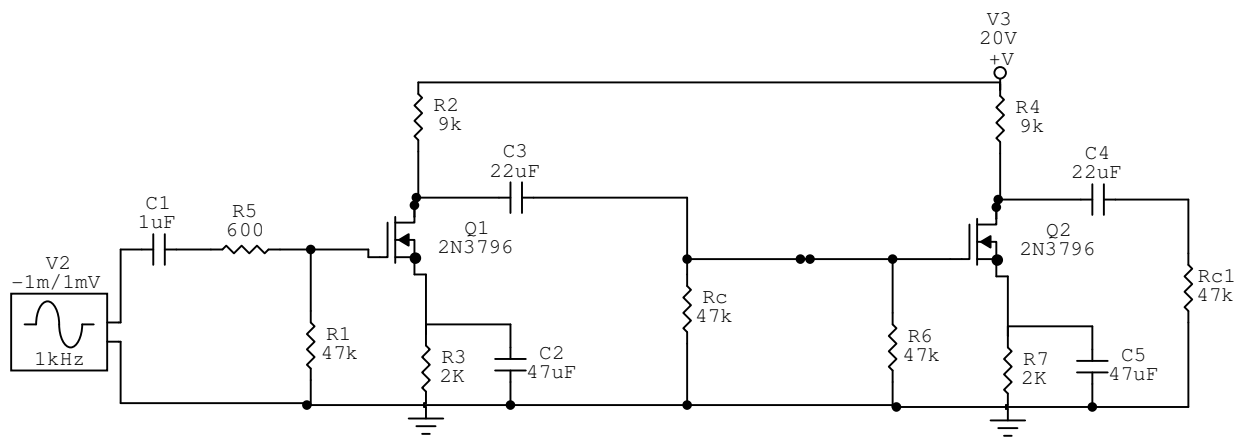 V3
20V
+V
R2
9k
R4
9k
C3
22uF
C4
22uF
C1
1uF
R5
600
Q1
2N3796
Q2
2N3796
V2
-1m/1mV
1kHz
R1
47k
R3
2K
C2
47uF
Rc
47k
R6
47k
R7
2K
C5
47uF
Rc1
47k